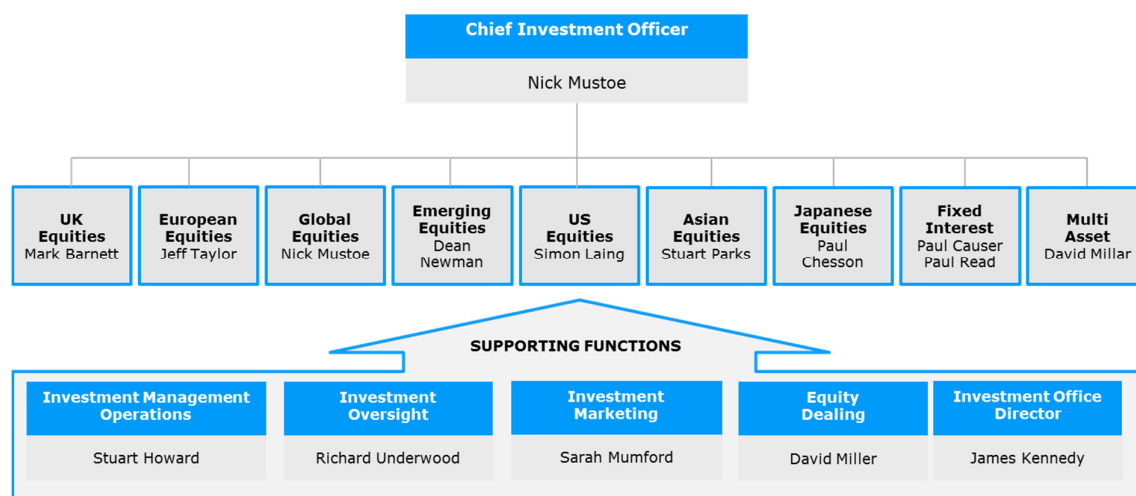 Chief Investment Officer
Nick Mustoe
UK
Equities
Mark Barnett
European
Equities
Jeff Taylor
Global
Equities
Nick Mustoe
Emerging
Equities
Dean
Newman
US
Equities
Simon Laing
Asian
Equities
Stuart Parks
Japanese
Equities
Paul
Chesson
Fixed
Interest
Paul Causer
Paul Read
Multi
Asset
David Millar
SUPPORTING FUNCTIONS
Investment Management
Operations
Stuart Howard
Investment
Oversight
Richard Underwood
Investment
Marketing
Sarah Mumford
Equity
Dealing
David Miller
Investment Office
Director
James Kennedy